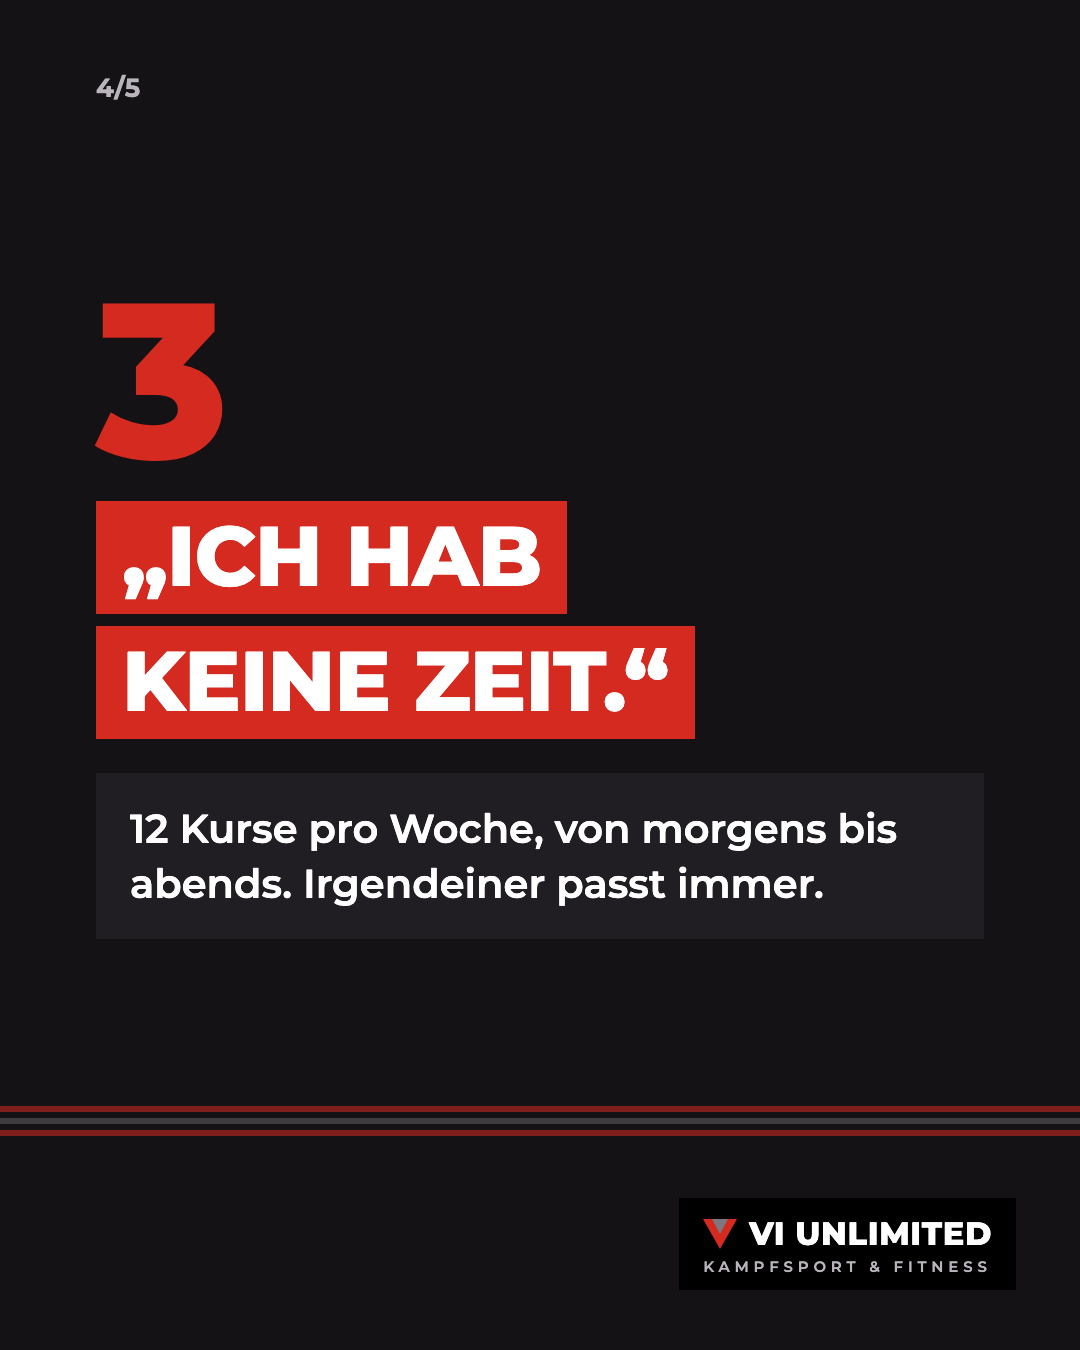 4/5
3
„ICH HAB
KEINE ZEIT.“
12 Kurse pro Woche, von morgens bis
abends. Irgendeiner passt immer.
VI UNLIMITED
KAMPFSPORT & FITNESS